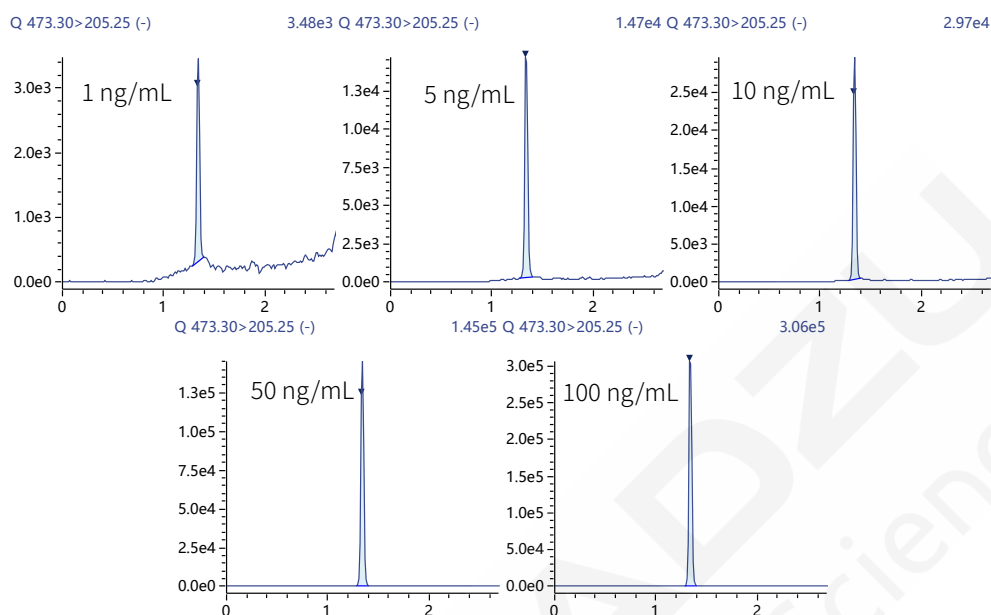 Q 473.30>205.25 (-) 3.48e3 Q 473.30>205.25 (-) 1.47e4 Q 473.30>205.25 (-) 2.97e4
1 ng/mL
3.0e3
2.0e3
1.0e3
0.0e0
0 1 2
5 ng/mL
1.3e4
1.0e4
7.5e3
5.0e3
2.5e3
0.0e0
0 1 2
10 ng/mL
2.5e4
2.0e4
1.5e4
1.0e4
5.0e3
0.0e0
0 1 2
Q 473.30>205.25 (-) 1.45e5 Q 473.30>205.25 (-) 3.06e5
50 ng/mL
1.3e5
1.0e5
7.5e4
5.0e4
2.5e4
0.0e0
0 1 2
100 ng/mL
3.0e5
2.5e5
2.0e5
1.5e5
1.0e5
5.0e4
0.0e0
0 1 2
ADZU
Scien